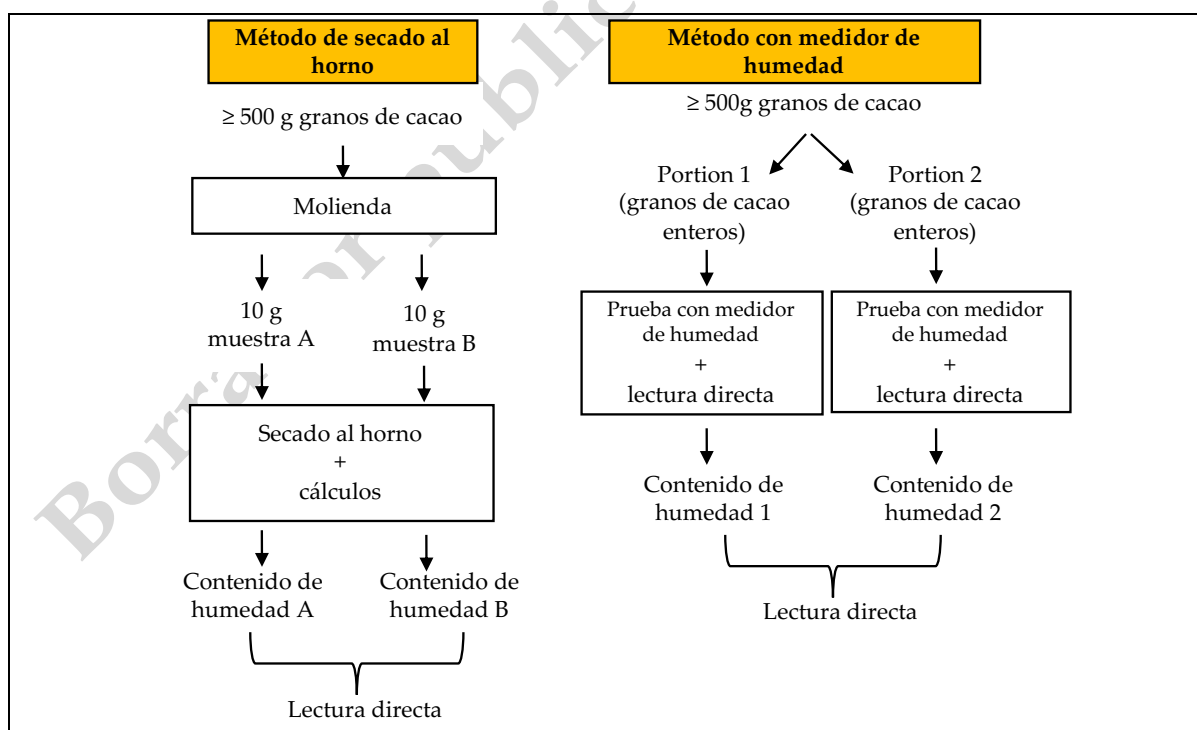 Método de secado al
horno
≥ 500 g granos de cacao
Molienda
10 g
muestra A
10 g
muestra B
Secado al horno
+
cálculos
Contenido de
humedad A
Contenido de
humedad B
Lectura directa
Método con medidor de
humedad
≥ 500g granos de cacao
Portion 1
(granos de cacao
enteros)
Portion 2
(granos de cacao
enteros)
Prueba con medidor
de humedad
+
lectura directa
Prueba con medidor
de humedad
+
lectura directa
Contenido de
humedad 1
Contenido de
humedad 2
Lectura directa